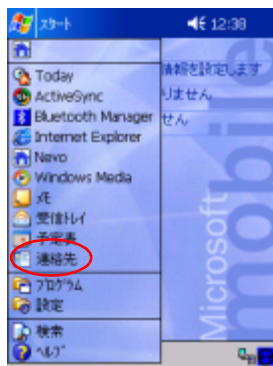 スタート 12:38
情報を設定します
りません
せん
Today
ActiveSync
Bluetooth Manager
Internet Explorer
Nevo
Windows Media
メモ
受信トレイ
予定表
連絡先
プログラム
設定
検索
ヘルプ
Microsoft
mobile